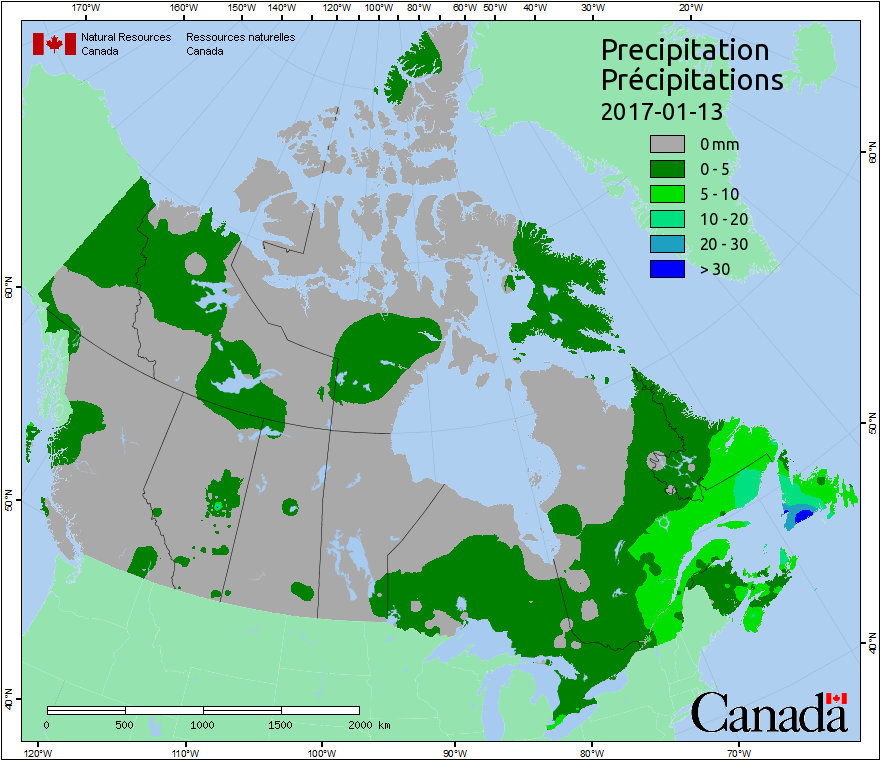 170°W 160°W 150°W 140°W 120°W 110°W 100°W 90°W 80°W 60°W 50°W 40°W 30°W 20°W
Natural Resources Ressources naturelles
Canada Canada
Precipitation
Précipitations
2017-01-13
0 mm
0 - 5
5 - 10
10 - 20
20 - 30
> 30
60°N
50°N
40°N
60°N
50°N
40°N
0 500 1000 1500 2000 km
Canada
120°W 110°W 100°W 90°W 80°W 70°W